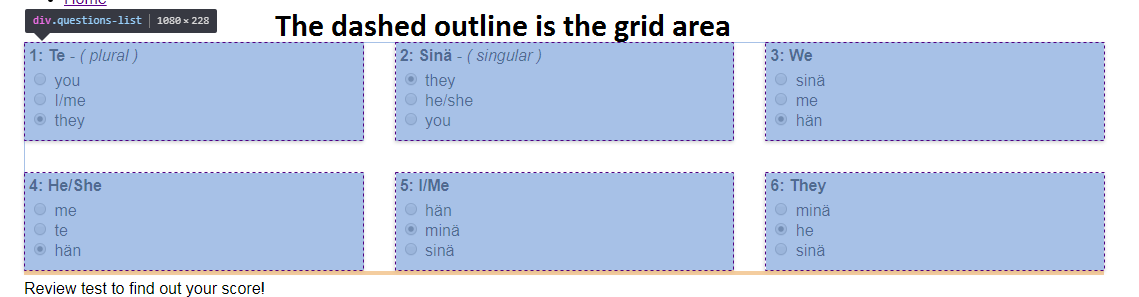 Home
div.questions-list | 1080 × 228
The dashed outline is the grid area
1: Te - ( plural )
you
I/me
they
2: Sinä - ( singular )
they
he/she
you
3: We
sinä
me
hän
4: He/She
me
te
hän
5: I/Me
hän
minä
sinä
6: They
minä
he
sinä
Review test to find out your score!